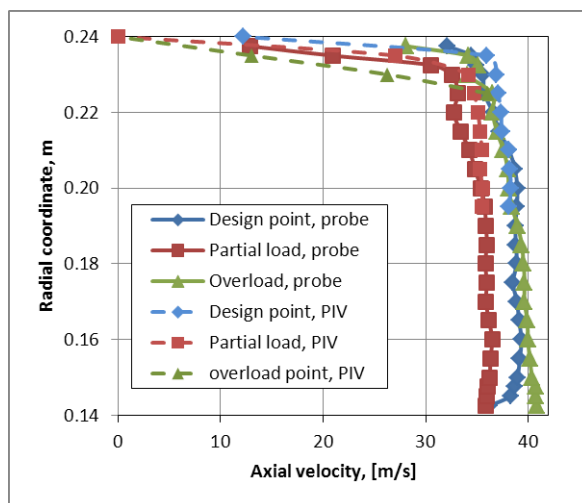 0.24
0.22
0.20
0.18
0.16
0.14
Radial coordinate, m
Design point, probe
Partial load, probe
Overload, probe
Design point, PIV
Partial load, PIV
overload point, PIV
0
10
20
30
40
Axial velocity, [m/s]